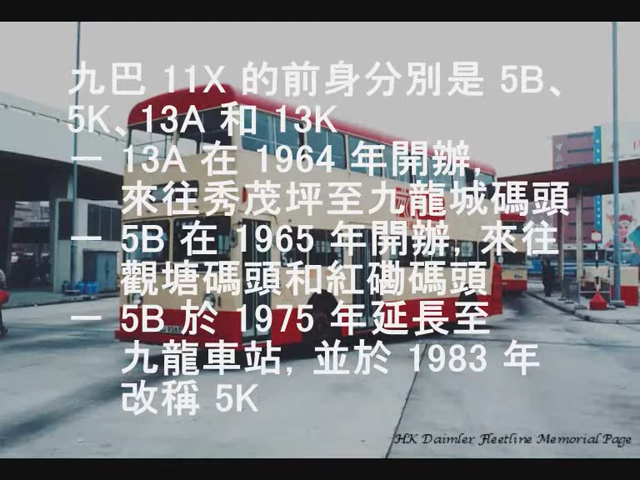 九巴 11X 的前身分別是 5B、
5K、13A 和 13K
一 13A 在 1964 年開辦,
來往秀茂坪至九龍城碼頭
一 5B 在 1965 年開辦, 來往
觀塘碼頭和紅磡碼頭
一 5B 於 1975 年延長至
九龍車站, 並於 1983 年
改稱 5K
HK Daimler Fleetline Memorial Page